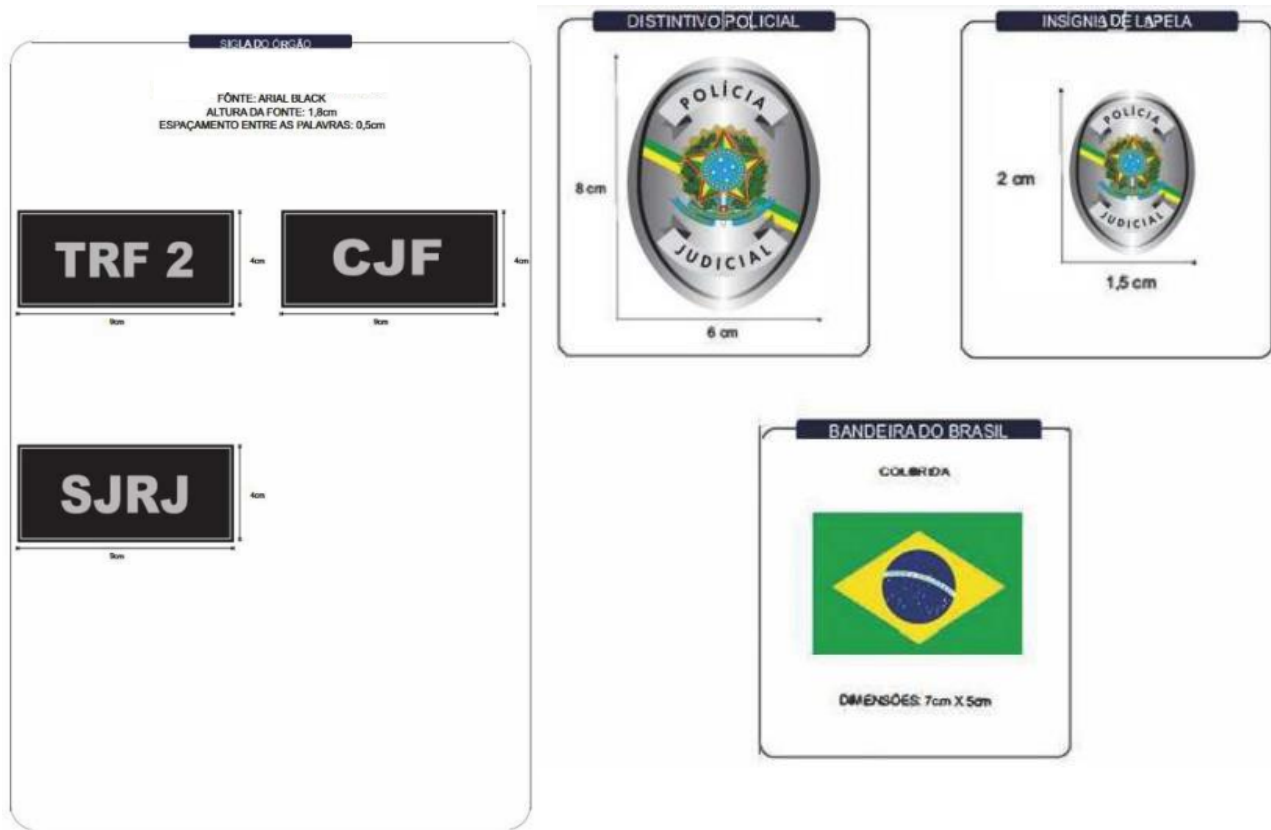 SIGLA DO ÓRGÃO
FÔNTE: ARIAL BLACK
ALTURA DA FONTE: 1,8cm
ESPAÇAMENTO ENTRE AS PALAVRAS: 0,5cm
TRF 2
4cm
9cm
CJF
4cm
9cm
SJRJ
4cm
9cm
DISTINTIVO POLICIAL
8 cm
POLÍCIA
JUDICIAL
6 cm
INSÍGNIA DE LAPELA
2 cm
POLÍCIA
JUDICIAL
1,5 cm
BANDEIRA DO BRASIL
COLORIDA
DIMENSÕES: 7cm X 5cm